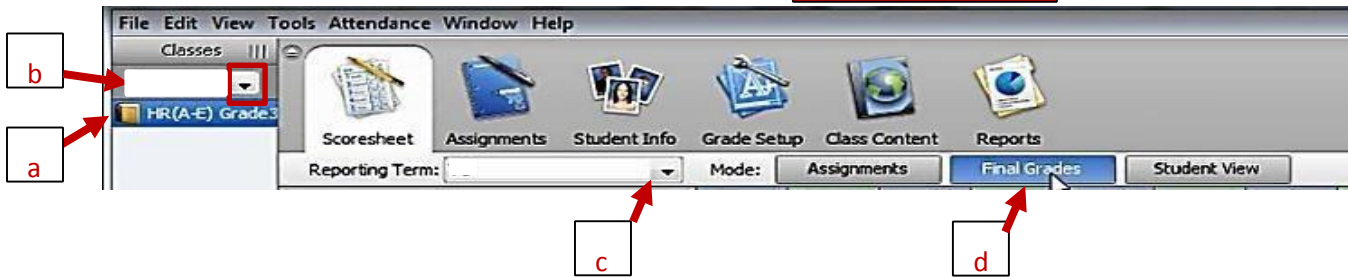 File Edit View Tools Attendance Window Help
Classes
b
HR(A-E) Grade3
a
Scoresheet Assignments Student Info Grade Setup Class Content Reports
Reporting Term: Mode: Assignments Final Grades Student View
c d